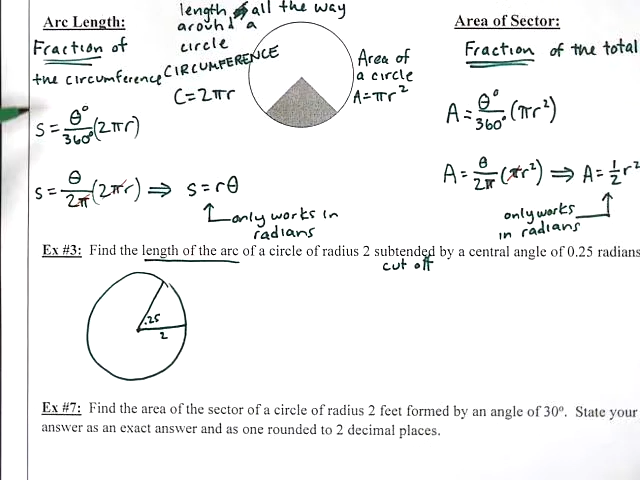 Arc Length:
length of all the way
around a
circle
CIRCUMFERENCE
C=2πr
Fraction of
the circumference
S = θ°/360° (2πr)
S = θ/2π (2πr) ⇒ S = rθ
only works in
radians
Area of
a circle
A=πr²
Area of Sector:
Fraction of the total
A = θ°/360° (πr²)
A = θ/2π (πr²) ⇒ A = 1/2 r²
only works
in radians
Ex #3: Find the length of the arc of a circle of radius 2 subtended by a central angle of 0.25 radians
cut off
.25
2
Ex #7: Find the area of the sector of a circle of radius 2 feet formed by an angle of 30°. State your
answer as an exact answer and as one rounded to 2 decimal places.